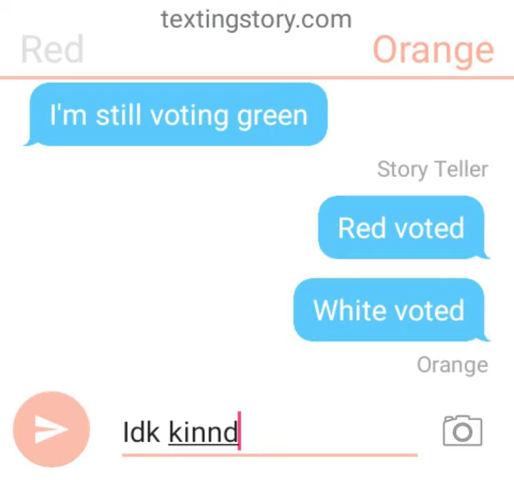 textingstory.com
Red
Orange
I'm still voting green
Story Teller
Red voted
White voted
Orange
Idk kinnd